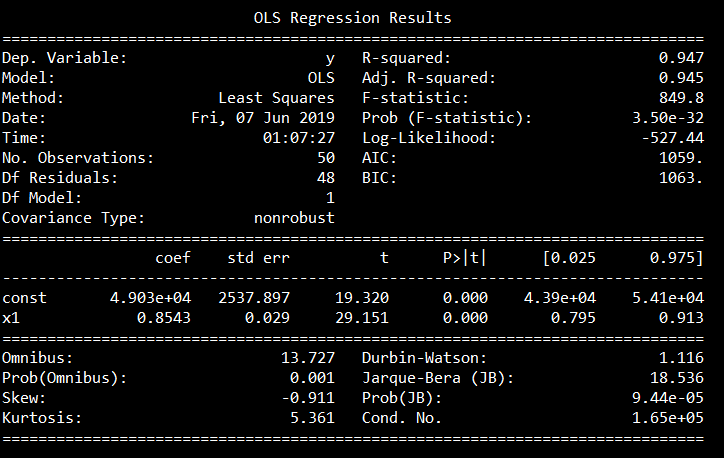 OLS Regression Results
==============================================================================
Dep. Variable:                      y   R-squared:                       0.947
Model:                            OLS   Adj. R-squared:                  0.945
Method:                 Least Squares   F-statistic:                     849.8
Date:                Fri, 07 Jun 2019   Prob (F-statistic):           3.50e-32
Time:                        01:07:27   Log-Likelihood:                -527.44
No. Observations:                  50   AIC:                             1059.
Df Residuals:                      48   BIC:                             1063.
Df Model:                           1
Covariance Type:            nonrobust
==============================================================================
                 coef    std err          t      P>|t|      [0.025      0.975]
------------------------------------------------------------------------------
const       4.903e+04   2537.897     19.320      0.000    4.39e+04    5.41e+04
x1             0.8543      0.029     29.151      0.000       0.795       0.913
==============================================================================
Omnibus:                       13.727   Durbin-Watson:                   1.116
Prob(Omnibus):                  0.001   Jarque-Bera (JB):               18.536
Skew:                          -0.911   Prob(JB):                     9.44e-05
Kurtosis:                       5.361   Cond. No.                     1.65e+05
==============================================================================